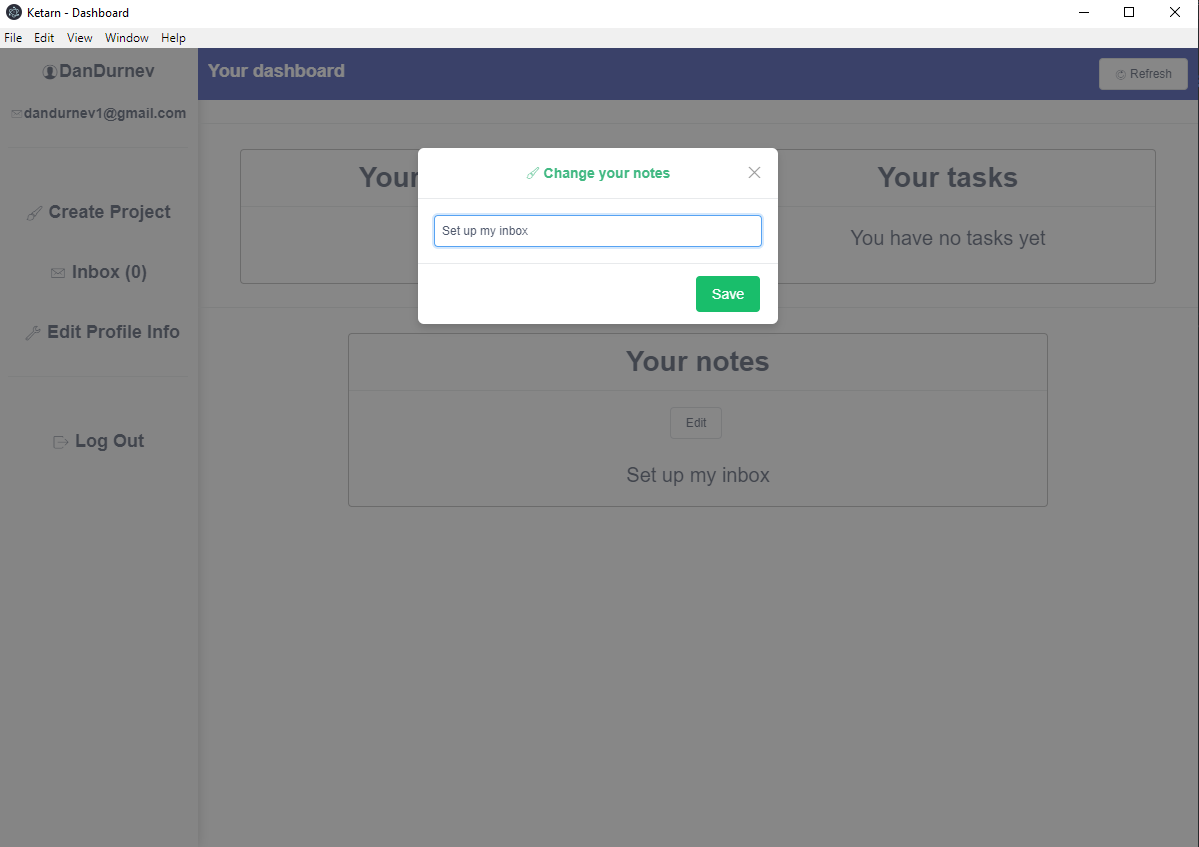 Ketarn - Dashboard
File Edit View Window Help
DanDurnev
dandurnev1@gmail.com
Create Project
Inbox (0)
Edit Profile Info
Log Out
Your dashboard
Refresh
Change your notes
Set up my inbox
Save
Your
Your tasks
You have no tasks yet
Your notes
Edit
Set up my inbox